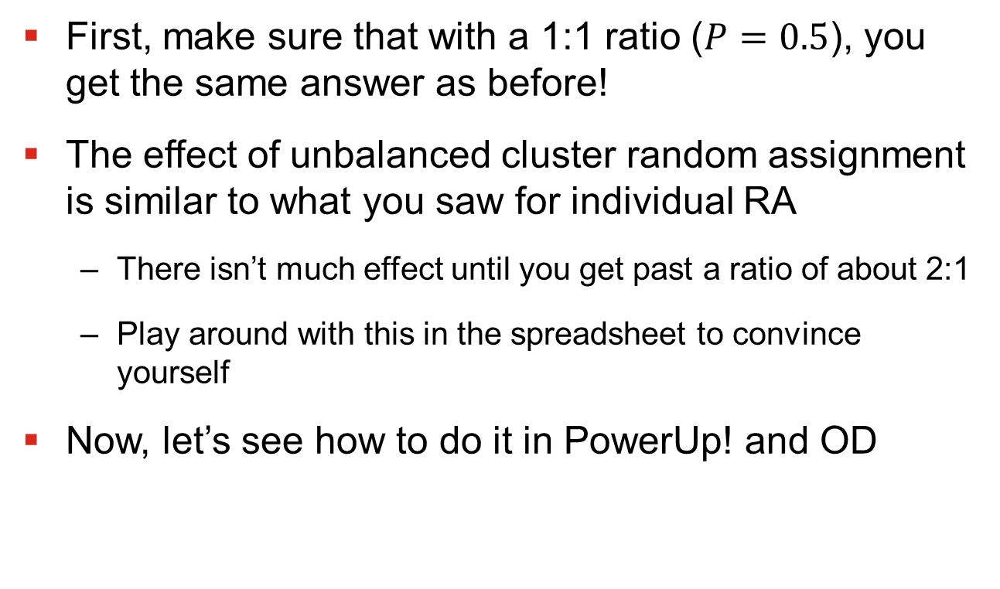 ▪ First, make sure that with a 1:1 ratio (𝑃 = 0.5), you
get the same answer as before!
▪ The effect of unbalanced cluster random assignment
is similar to what you saw for individual RA
– There isn’t much effect until you get past a ratio of about 2:1
– Play around with this in the spreadsheet to convince
yourself
▪ Now, let’s see how to do it in PowerUp! and OD